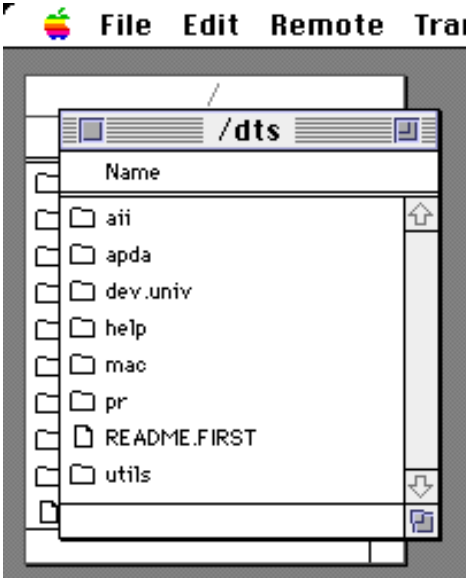 File Edit Remote Tra
/
/dts
Name
aii
apda
dev.univ
help
mac
pr
README.FIRST
utils